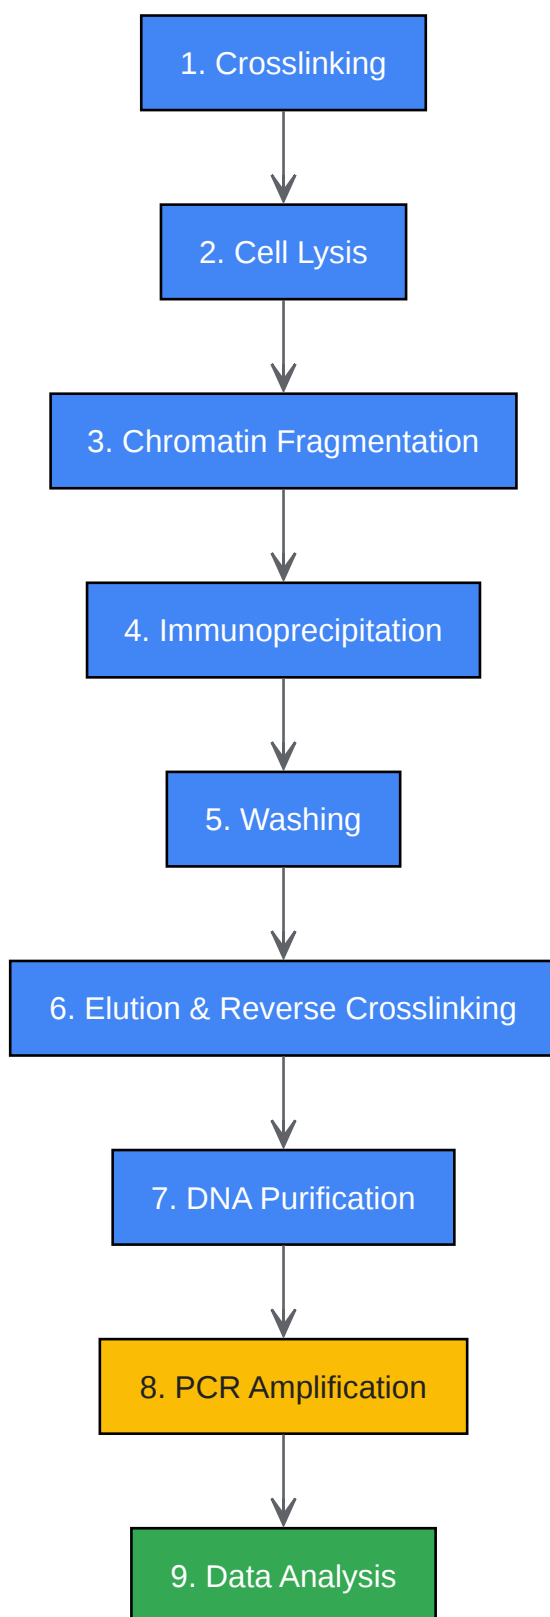 1. Crosslinking
2. Cell Lysis
3. Chromatin Fragmentation
4. Immunoprecipitation
5. Washing
6. Elution & Reverse Crosslinking
7. DNA Purification
8. PCR Amplification
9. Data Analysis